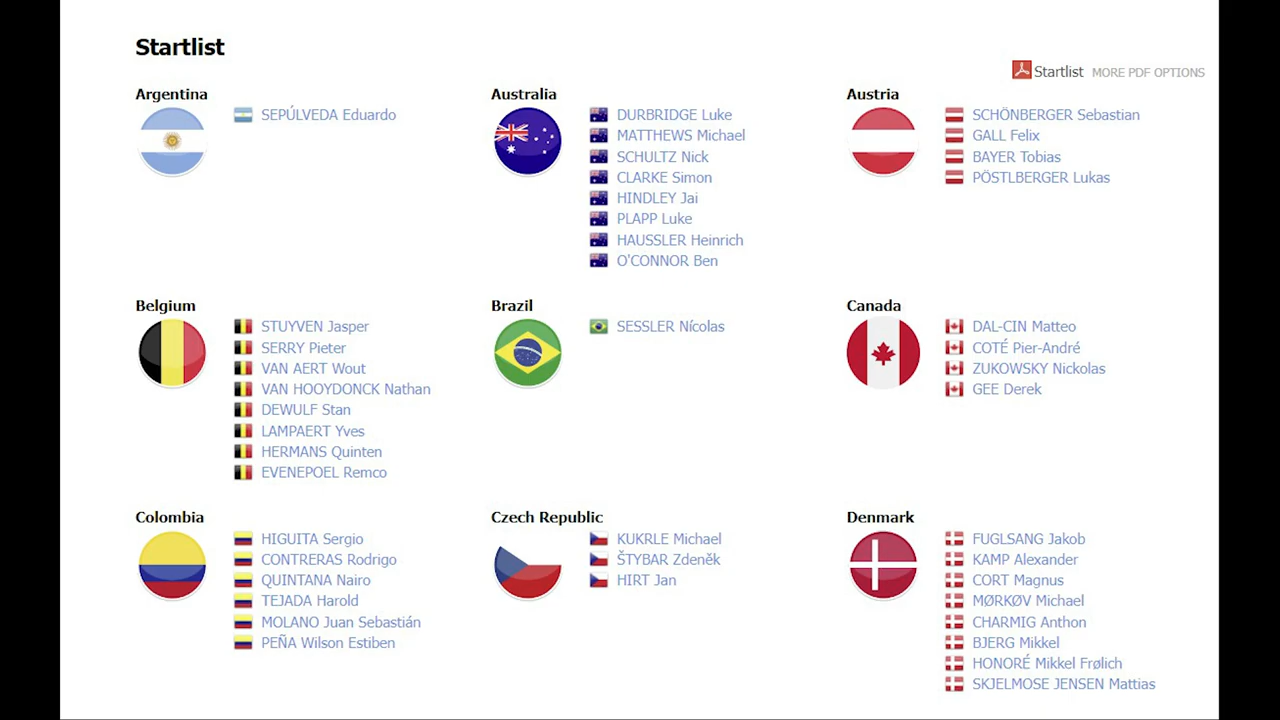 Startlist
Startlist MORE PDF OPTIONS
Argentina
SEPÚLVEDA Eduardo
Australia
DURBRIDGE Luke
MATTHEWS Michael
SCHULTZ Nick
CLARKE Simon
HINDLEY Jai
PLAPP Luke
HAUSSLER Heinrich
O'CONNOR Ben
Austria
SCHÖNBERGER Sebastian
GALL Felix
BAYER Tobias
PÖSTLBERGER Lukas
Belgium
STUYVEN Jasper
SERRY Pieter
VAN AERT Wout
VAN HOOYDONCK Nathan
DEWULF Stan
LAMPAERT Yves
HERMANS Quinten
EVENEPOEL Remco
Brazil
SESSLER Nícolas
Canada
DAL-CIN Matteo
COTÉ Pier-André
ZUKOWSKY Nickolas
GEE Derek
Colombia
HIGUITA Sergio
CONTRERAS Rodrigo
QUINTANA Nairo
TEJADA Harold
MOLANO Juan Sebastián
PEÑA Wilson Estiben
Czech Republic
KUKRLE Michael
ŠTYBAR Zdeněk
HIRT Jan
Denmark
FUGLSANG Jakob
KAMP Alexander
CORT Magnus
MØRKØV Michael
CHARMIG Anthon
BJERG Mikkel
HONORÉ Mikkel Frølich
SKJELMOSE JENSEN Mattias